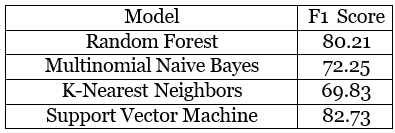 Model F1 Score
Random Forest 80.21
Multinomial Naive Bayes 72.25
K-Nearest Neighbors 69.83
Support Vector Machine 82.73